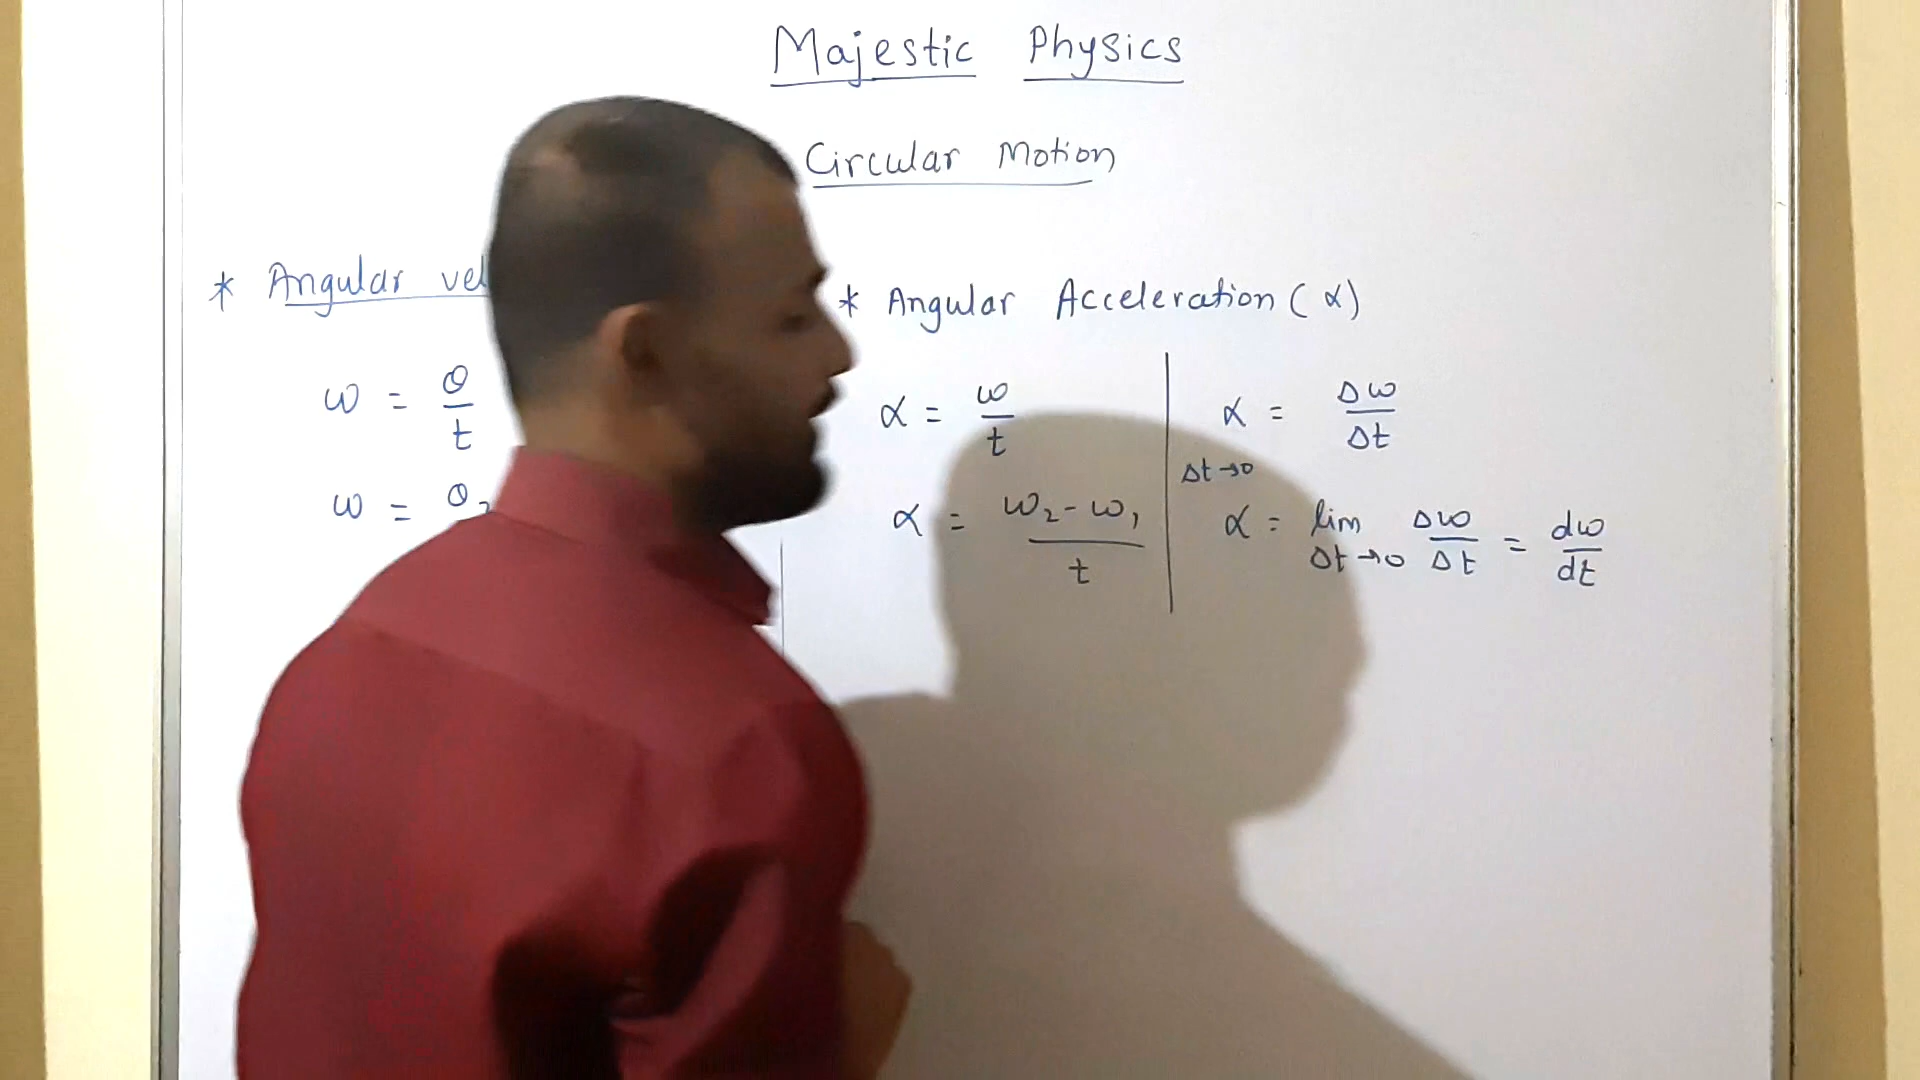 Majestic Physics
Circular Motion
* Angular vel
ω = θ/t
ω = θ₂
* Angular Acceleration (α)
α = ω/t
α = ω₂-ω₁/t
α = Δω/Δt
Δt→0
α = lim Δt→0 Δω/Δt = dω/dt